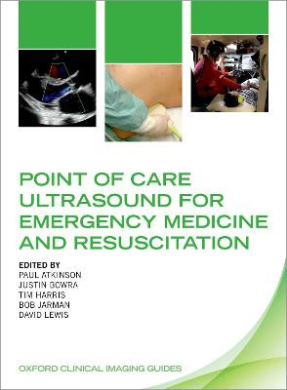 POINT OF CARE
ULTRASOUND FOR
EMERGENCY MEDICINE
AND RESUSCITATION
EDITED BY
PAUL ATKINSON
JUSTIN BOWRA
TIM HARRIS
BOB JARMAN
DAVID LEWIS
OXFORD CLINICAL IMAGING GUIDES